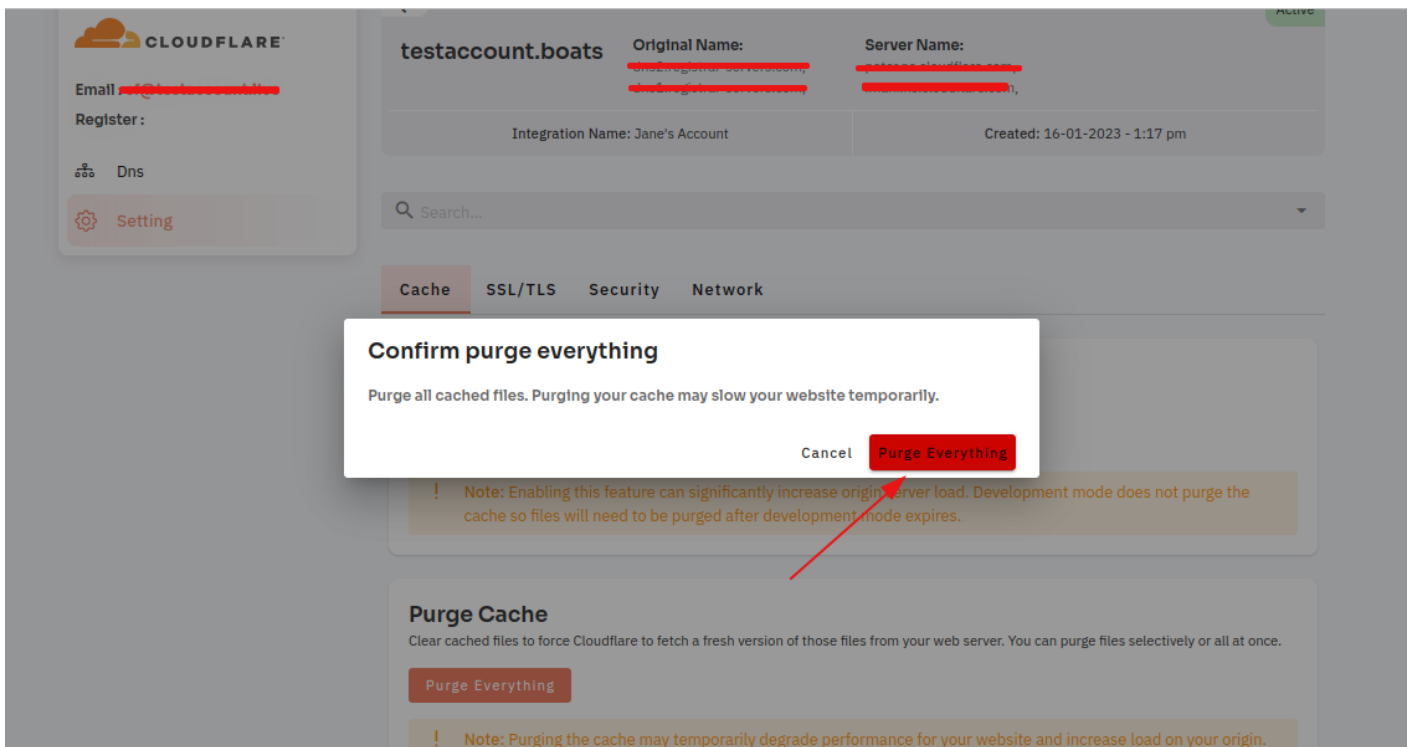 CLOUDFLARE
Active
testaccount.boats
Original Name:
Server Name:
Email :
Register :
Integration Name: Jane's Account
Created: 16-01-2023 - 1:17 pm
Dns
Setting
Search...
Cache
SSL/TLS
Security
Network
Confirm purge everything
Purge all cached files. Purging your cache may slow your website temporarily.
Cancel
Purge Everything
! Note: Enabling this feature can significantly increase origin server load. Development mode does not purge the
cache so files will need to be purged after development mode expires.
Purge Cache
Clear cached files to force Cloudflare to fetch a fresh version of those files from your web server. You can purge files selectively or all at once.
Purge Everything
! Note: Purging the cache may temporarily degrade performance for your website and increase load on your origin.